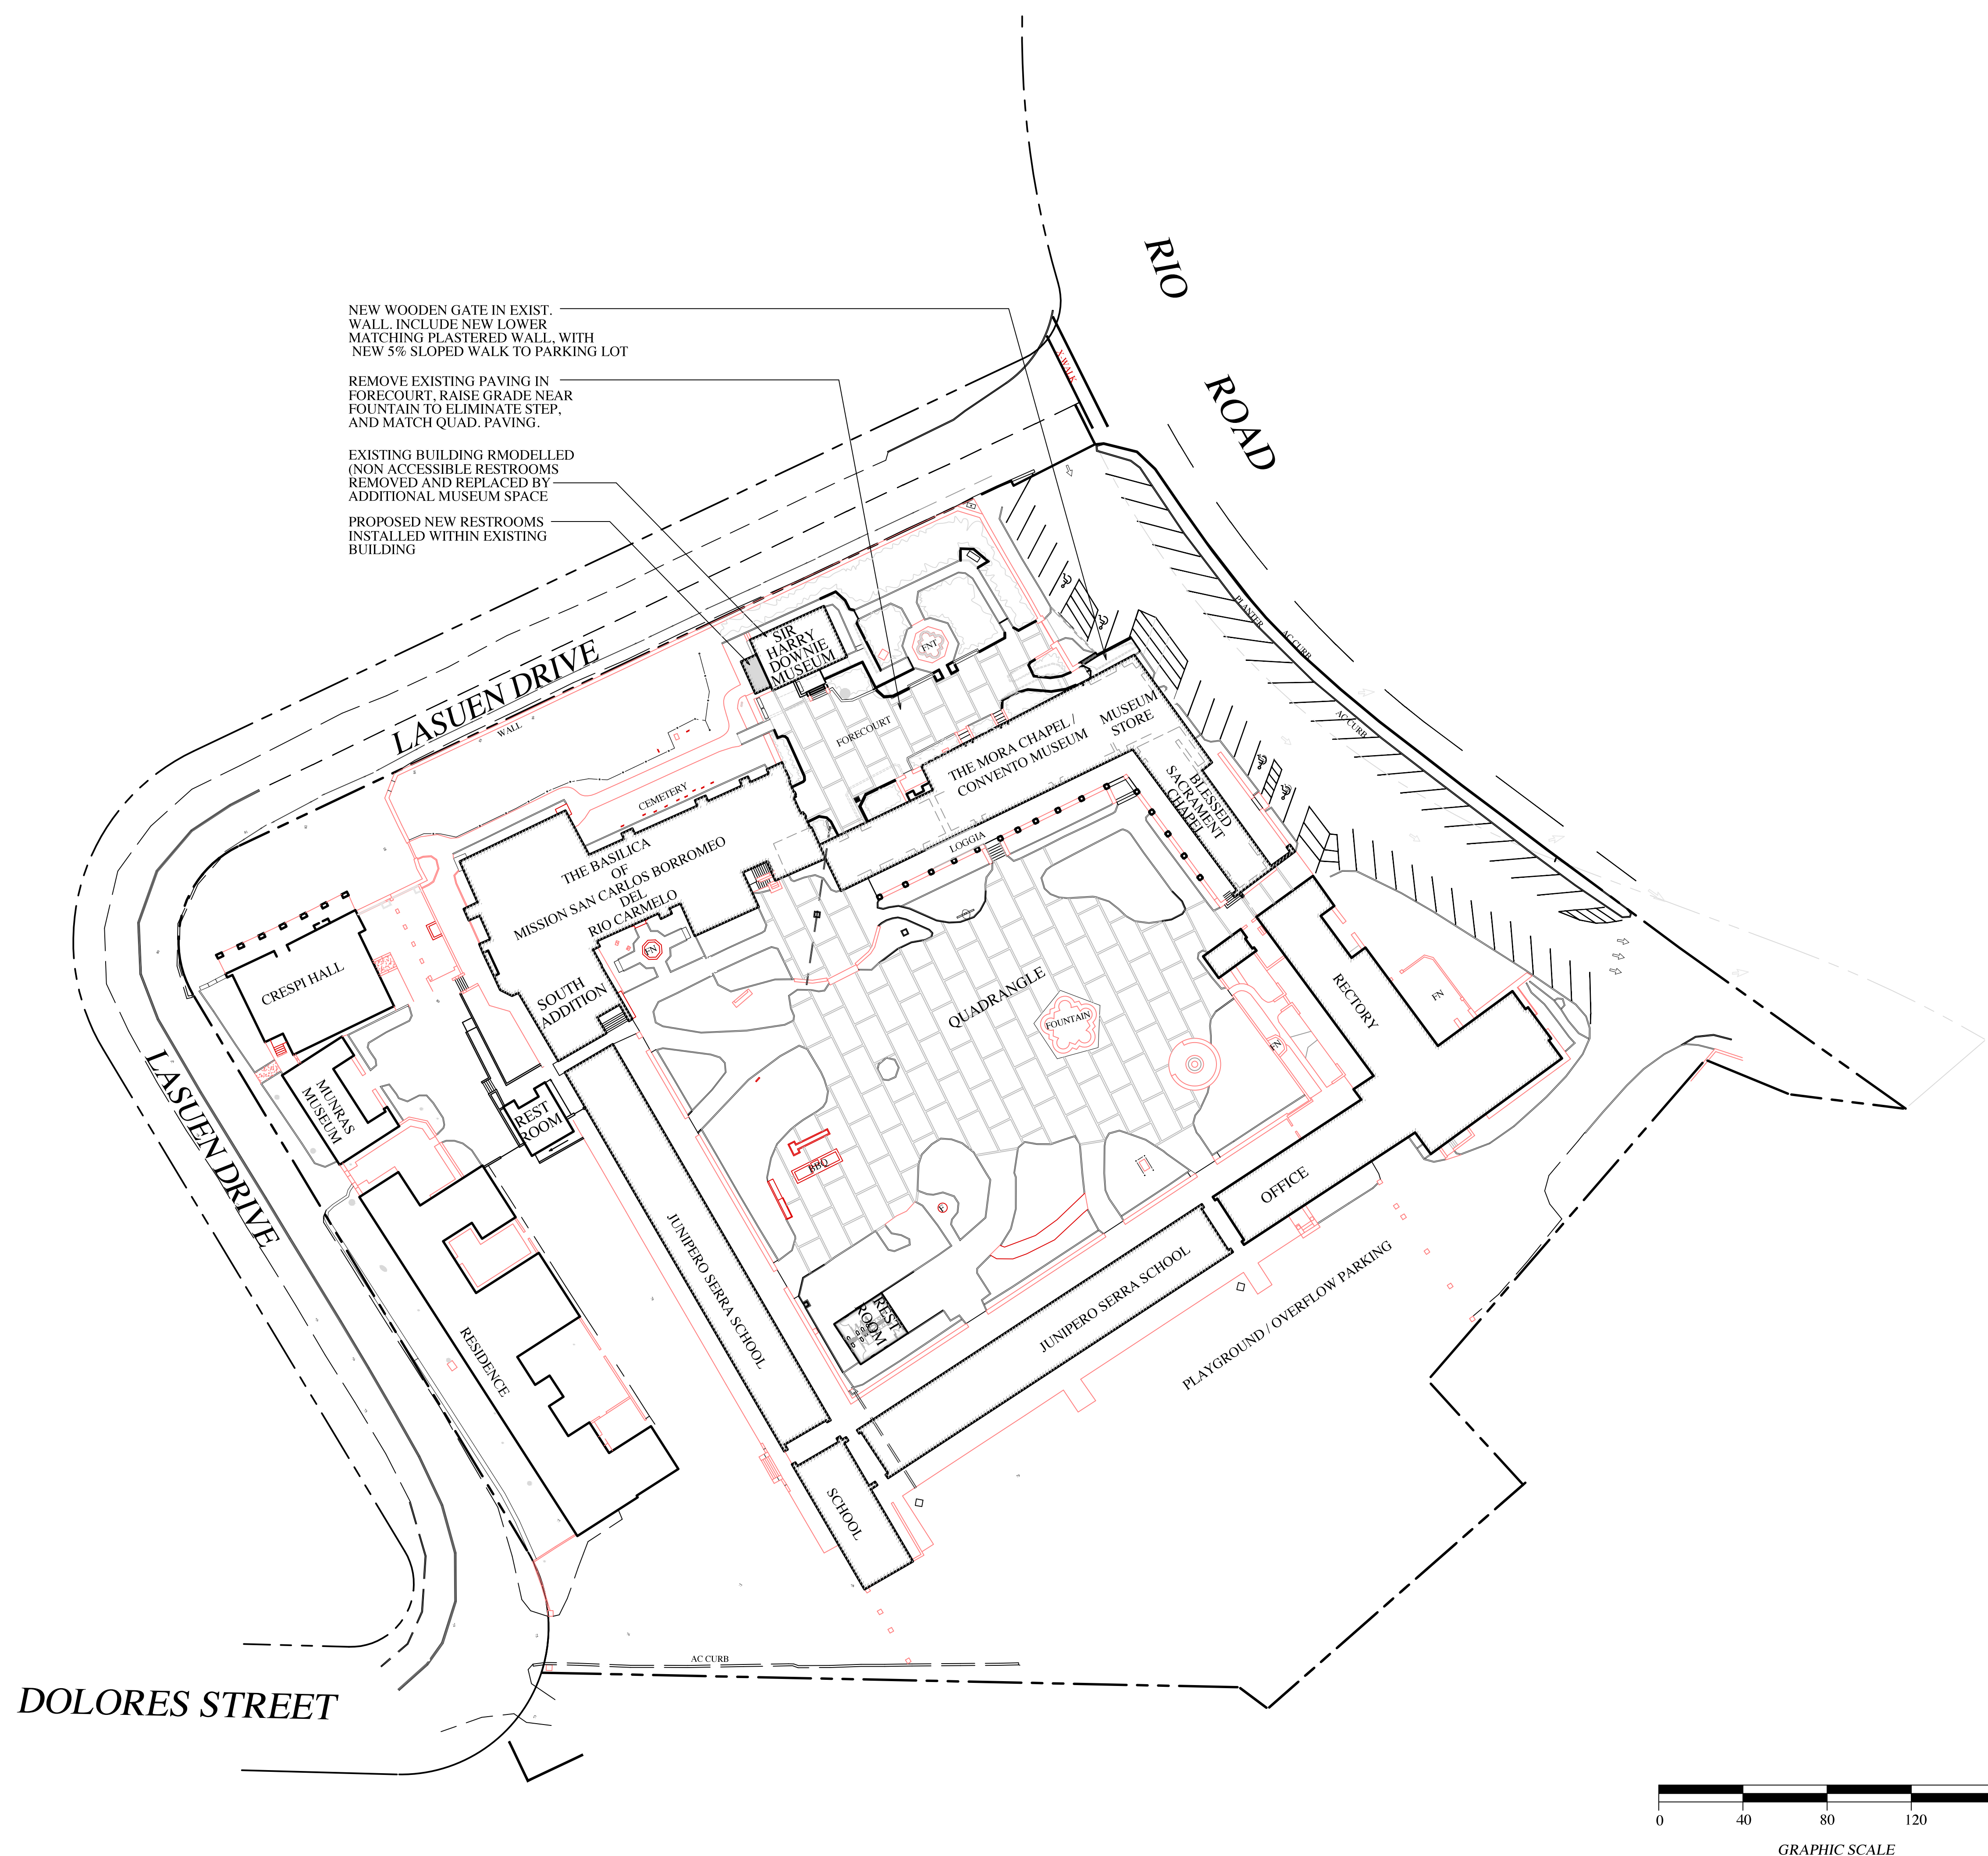 RIO
ROAD
NEW WOODEN GATE IN EXIST.
WALL. INCLUDE NEW LOWER
MATCHING PLASTERED WALL, WITH
NEW 5% SLOPED WALK TO PARKING LOT
X-WALK
REMOVE EXISTING PAVING IN
FORECOURT, RAISE GRADE NEAR
FOUNTAIN TO ELIMINATE STEP,
AND MATCH QUAD. PAVING.
EXISTING BUILDING RMODELLED
(NON ACCESSIBLE RESTROOMS
REMOVED AND REPLACED BY
ADDITIONAL MUSEUM SPACE
PROPOSED NEW RESTROOMS
INSTALLED WITHIN EXISTING
BUILDING
PLANTER
AC CURB
AC CURB
SIR
HARRY
DOWNIE
MUSEUM
FNT
LASUEN DRIVE
WALL
FORECOURT
CEMETERY
THE MORA CHAPEL /
CONVENTO MUSEUM
MUSEUM
STORE
BLESSED
SACRAMENT
CHAPEL
LOGGIA
THE BASILICA
OF
MISSION SAN CARLOS BORROMEO
DEL
RIO CARMELO
FN
SOUTH
ADDITION
CRESPI HALL
QUADRANGLE
FOUNTAIN
RECTORY
FN
FN
MUNRAS
MUSEUM
REST
ROOM
LASUEN DRIVE
BBQ
OFFICE
JUNIPERO SERRA SCHOOL
JUNIPERO SERRA SCHOOL
PLAYGROUND / OVERFLOW PARKING
REST
ROOM
RESIDENCE
SCHOOL
AC CURB
DOLORES STREET
0 40 80 120
GRAPHIC SCALE